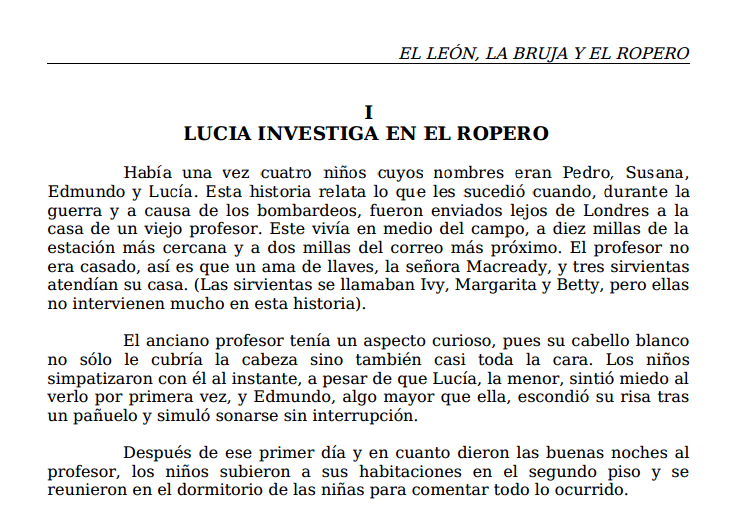 EL LEÓN, LA BRUJA Y EL ROPERO
I
LUCIA INVESTIGA EN EL ROPERO
Había una vez cuatro niños cuyos nombres eran Pedro, Susana,
Edmundo y Lucía. Esta historia relata lo que les sucedió cuando, durante la
guerra y a causa de los bombardeos, fueron enviados lejos de Londres a la
casa de un viejo profesor. Este vivía en medio del campo, a diez millas de la
estación más cercana y a dos millas del correo más próximo. El profesor no
era casado, así es que un ama de llaves, la señora Macready, y tres sirvientas
atendían su casa. (Las sirvientas se llamaban Ivy, Margarita y Betty, pero ellas
no intervienen mucho en esta historia).
El anciano profesor tenía un aspecto curioso, pues su cabello blanco
no sólo le cubría la cabeza sino también casi toda la cara. Los niños
simpatizaron con él al instante, a pesar de que Lucía, la menor, sintió miedo al
verlo por primera vez, y Edmundo, algo mayor que ella, escondió su risa tras
un pañuelo y simuló sonarse sin interrupción.
Después de ese primer día y en cuanto dieron las buenas noches al
profesor, los niños subieron a sus habitaciones en el segundo piso y se
reunieron en el dormitorio de las niñas para comentar todo lo ocurrido.